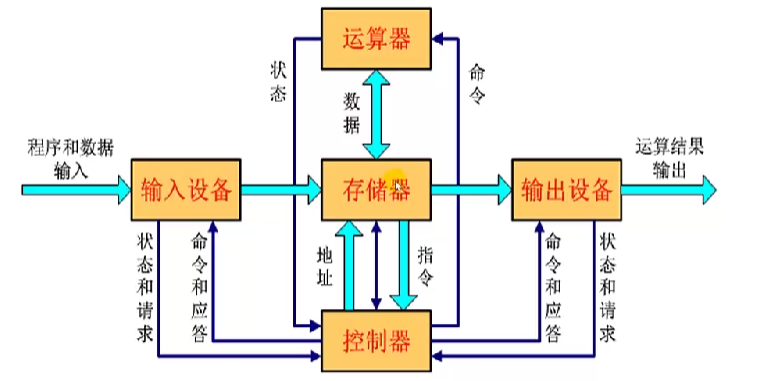 运算器
状态
命令
数据
程序和数据
输入
运算结果
输出
输入设备
存储器
输出设备
状态和请求
命令和应答
地址
指令
命令和应答
状态和请求
控制器